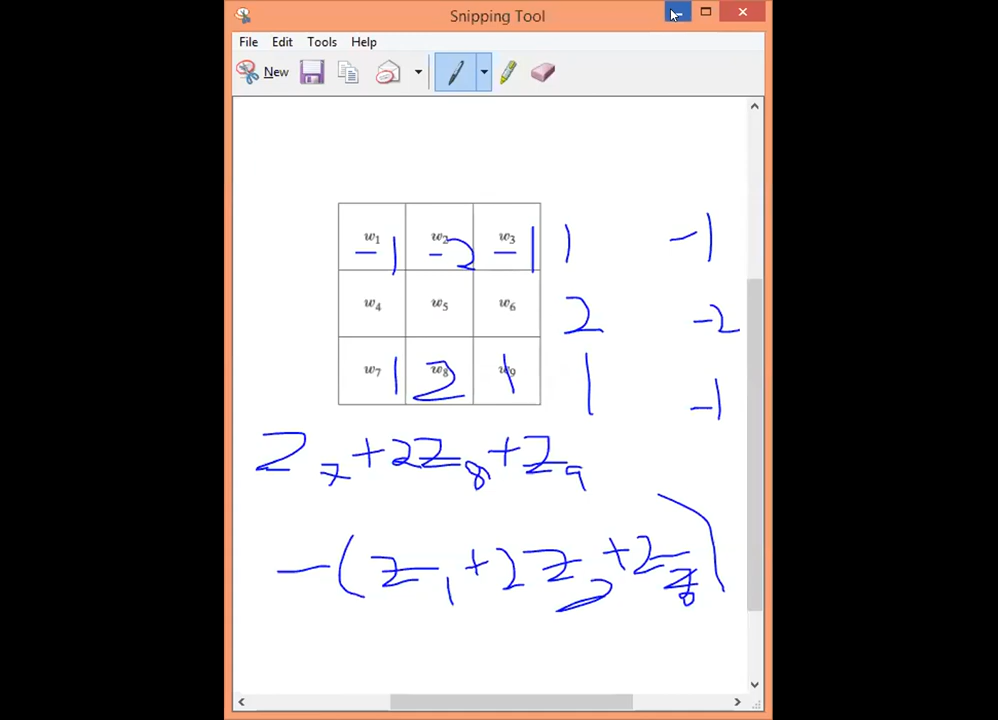 Snipping Tool
File Edit Tools Help
New
w1 w2 w3
-1 -2 -1 1 -1
w4 w5 w6
2 -2
w7 w8 w9
1 2 1 1 -1
Z7 + 2Z8 + Z9
-(Z1 + 2Z2 + Z